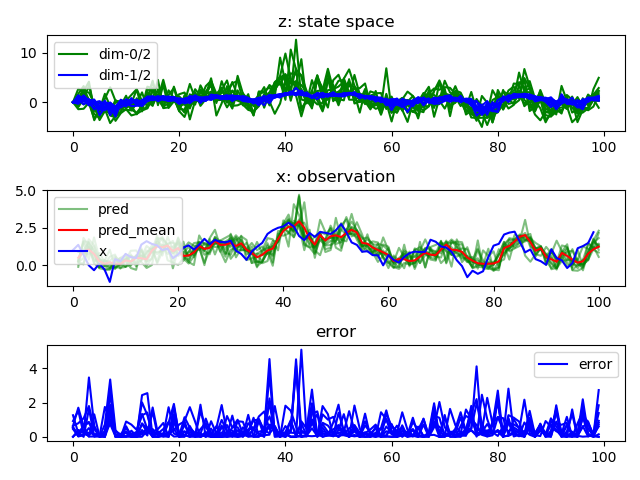 z: state space
10
0
dim-0/2
dim-1/2
0 20 40 60 80 100
x: observation
5.0
2.5
0.0
pred
pred_mean
x
0 20 40 60 80 100
error
4
2
0
error
0 20 40 60 80 100